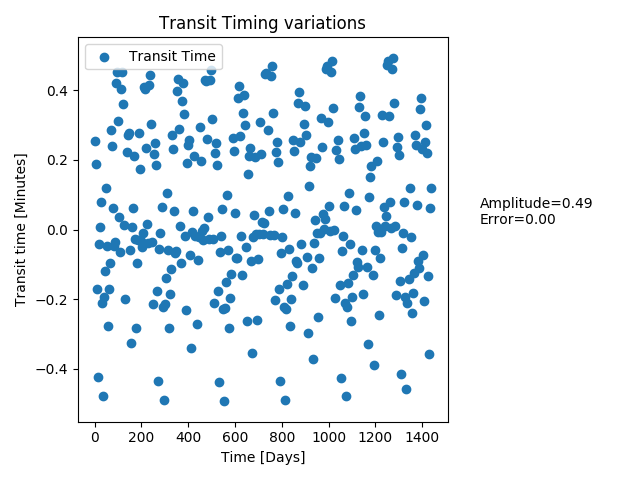 Transit Timing variations
Transit Time
Transit time [Minutes]
0.4
0.2
0.0
−0.2
−0.4
0 200 400 600 800 1000 1200 1400
Time [Days]
Amplitude=0.49
Error=0.00